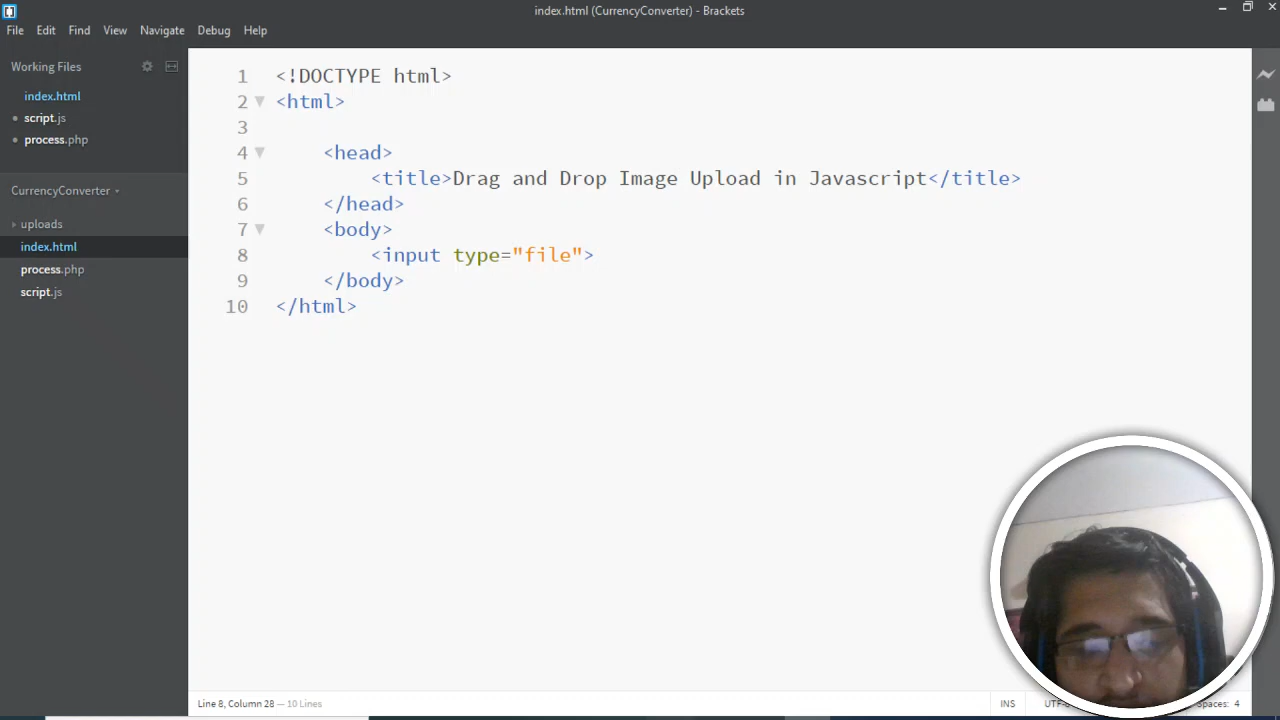 index.html (CurrencyConverter) - Brackets
File Edit Find View Navigate Debug Help
Working Files
index.html
script.js
process.php
CurrencyConverter
uploads
index.html
process.php
script.js
1 <!DOCTYPE html>
2 <html>
3
4 <head>
5 <title>Drag and Drop Image Upload in Javascript</title>
6 </head>
7 <body>
8 <input type="file">
9 </body>
10 </html>
Line 8, Column 28 — 10 Lines
INS
Spaces: 4